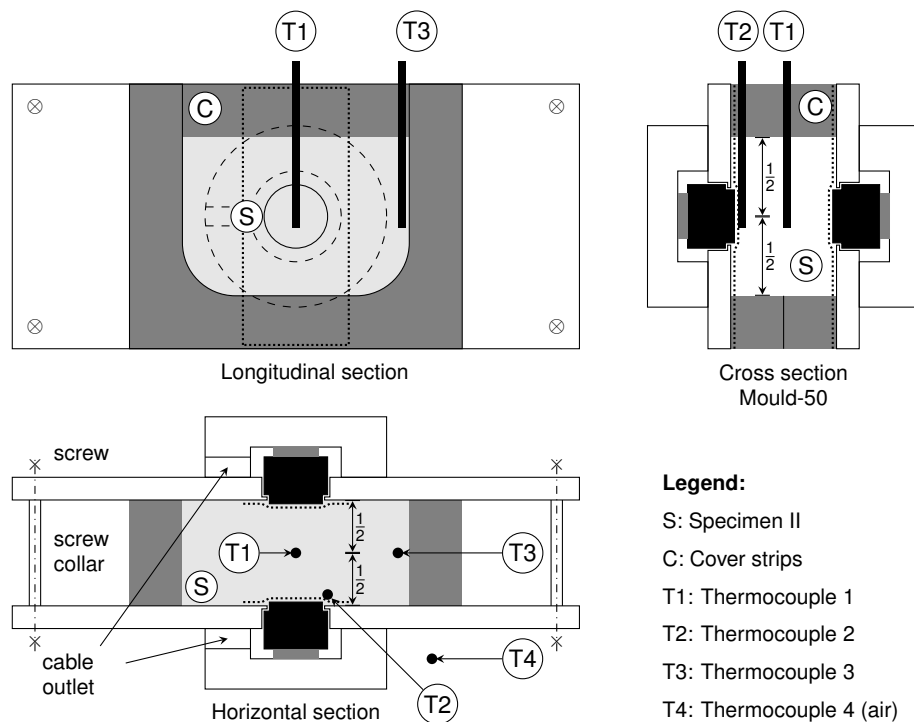 T1
T3
T2
T1
C
C
S
1/2
1/2
S
Longitudinal section
Cross section
Mould-50
screw
screw
collar
1/2
T1
T3
1/2
S
cable
outlet
T4
T2
Horizontal section
Legend:
S: Specimen II
C: Cover strips
T1: Thermocouple 1
T2: Thermocouple 2
T3: Thermocouple 3
T4: Thermocouple 4 (air)